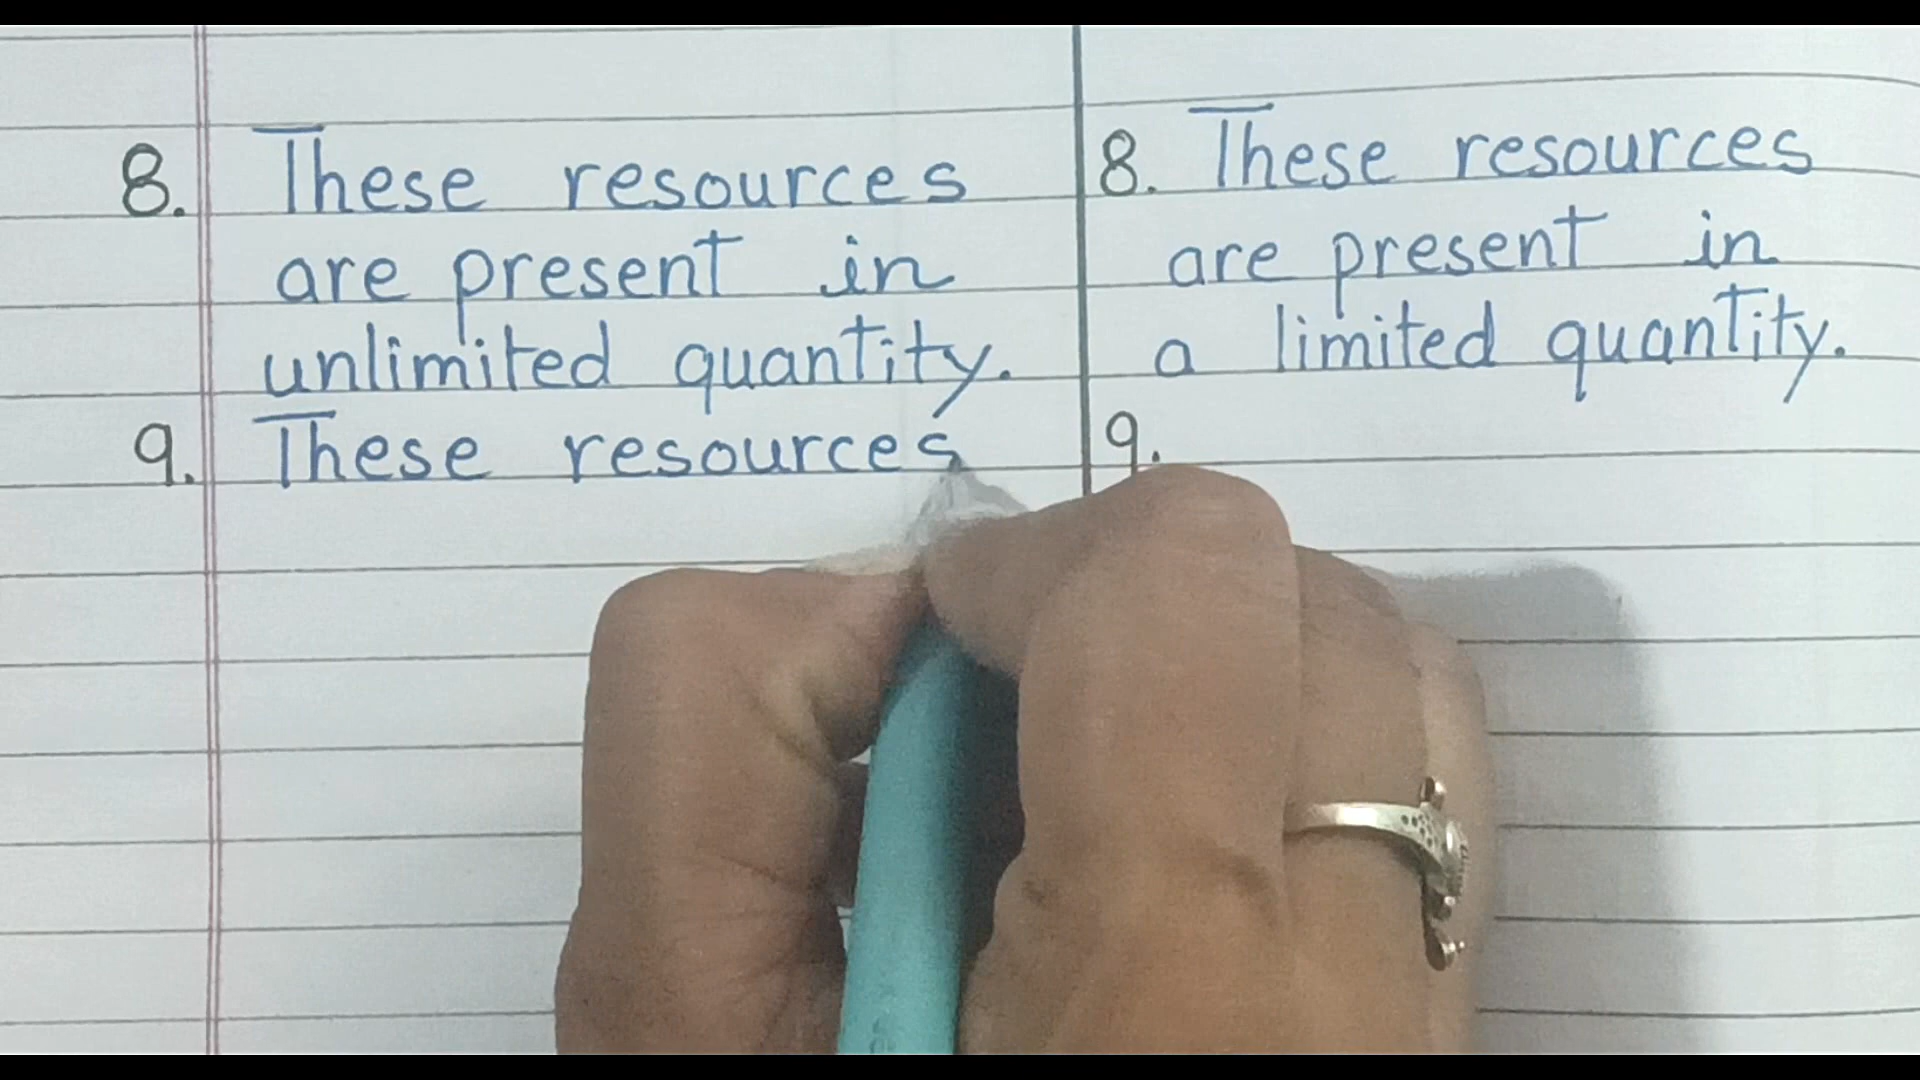 8. These resources
are present in
unlimited quantity.
9. These resources
8. These resources
are present in
a limited quantity.
9.